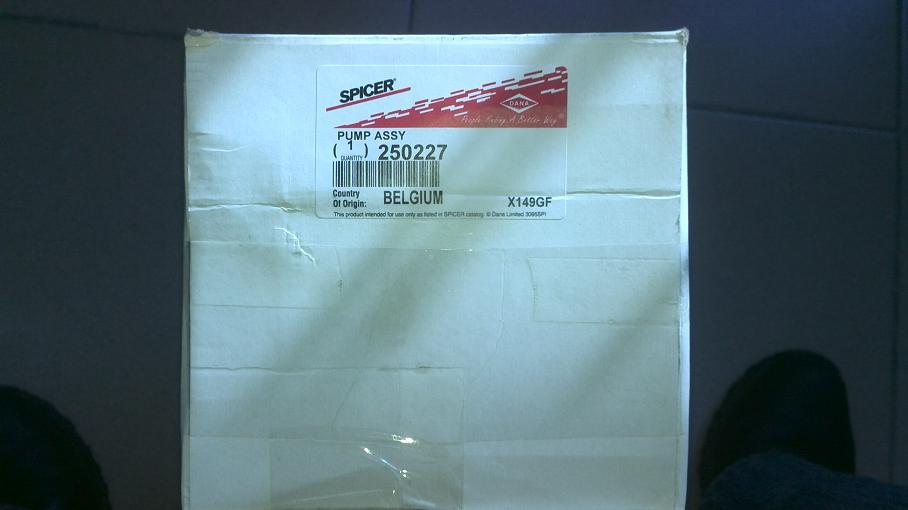 SPICER®
DANA
People Finding A Better Way®
PUMP ASSY
( 1 ) 250227
QUANTITY
Country
Of Origin: BELGIUM X149GF
This product intended for use only as listed in SPICER catalog. © Dana Limited 3095SPI